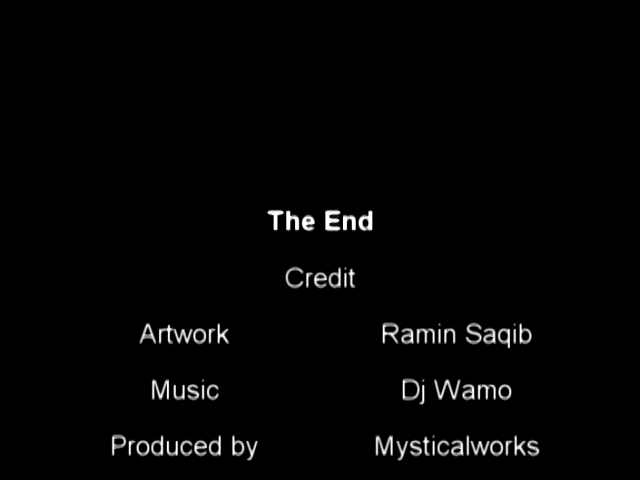 The End
Credit
Artwork Ramin Saqib
Music Dj Wamo
Produced by Mysticalworks